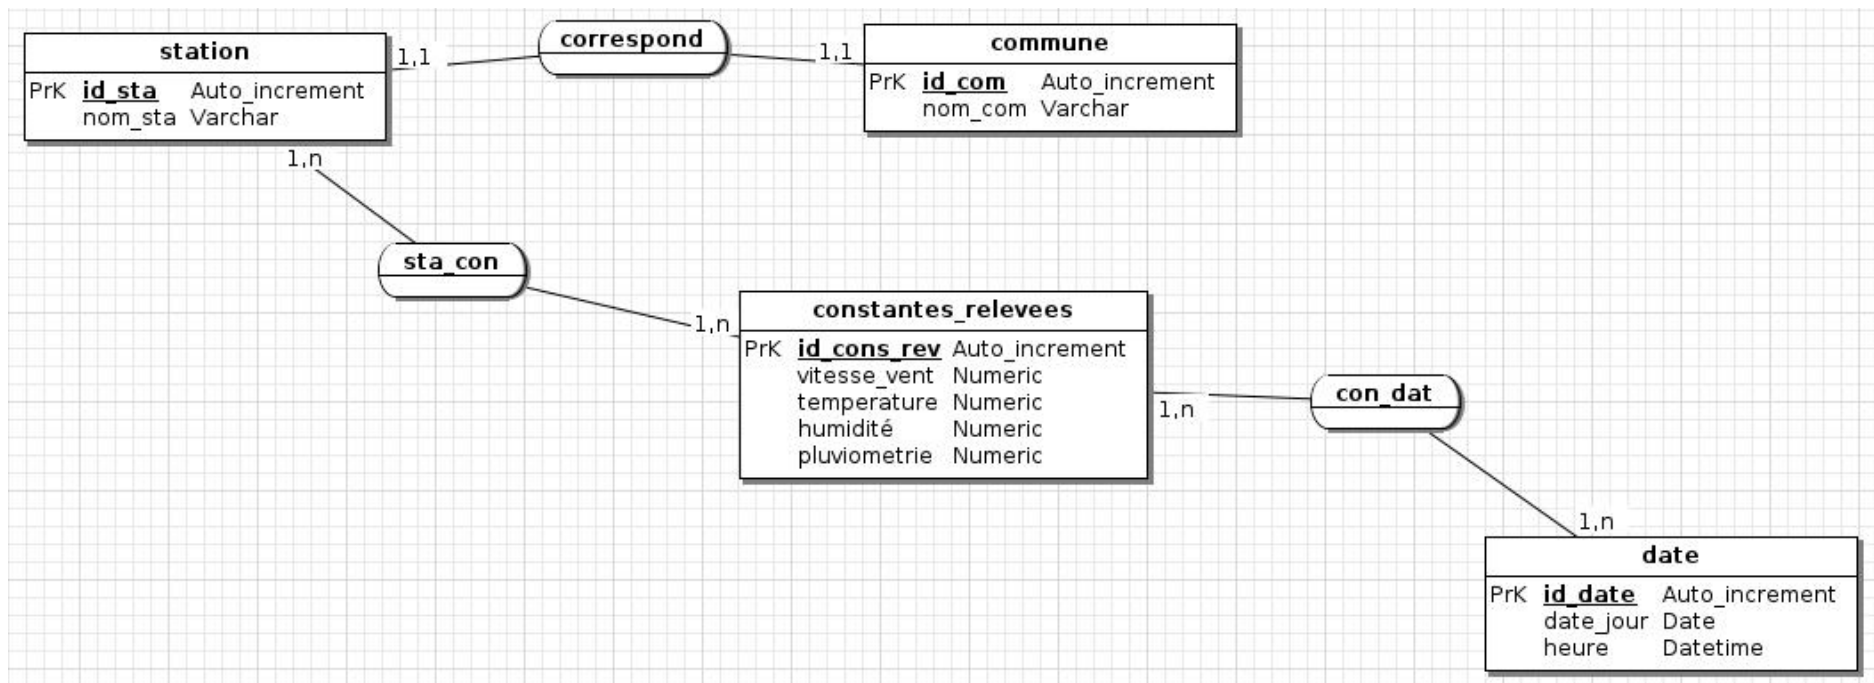 station
PrK id_sta Auto_increment
nom_sta Varchar
1,1
correspond
1,1
commune
PrK id_com Auto_increment
nom_com Varchar
1,n
sta_con
1,n
constantes_relevees
PrK id_cons_rev Auto_increment
vitesse_vent Numeric
temperature Numeric
humidité Numeric
pluviometrie Numeric
1,n
con_dat
1,n
date
PrK id_date Auto_increment
date_jour Date
heure Datetime